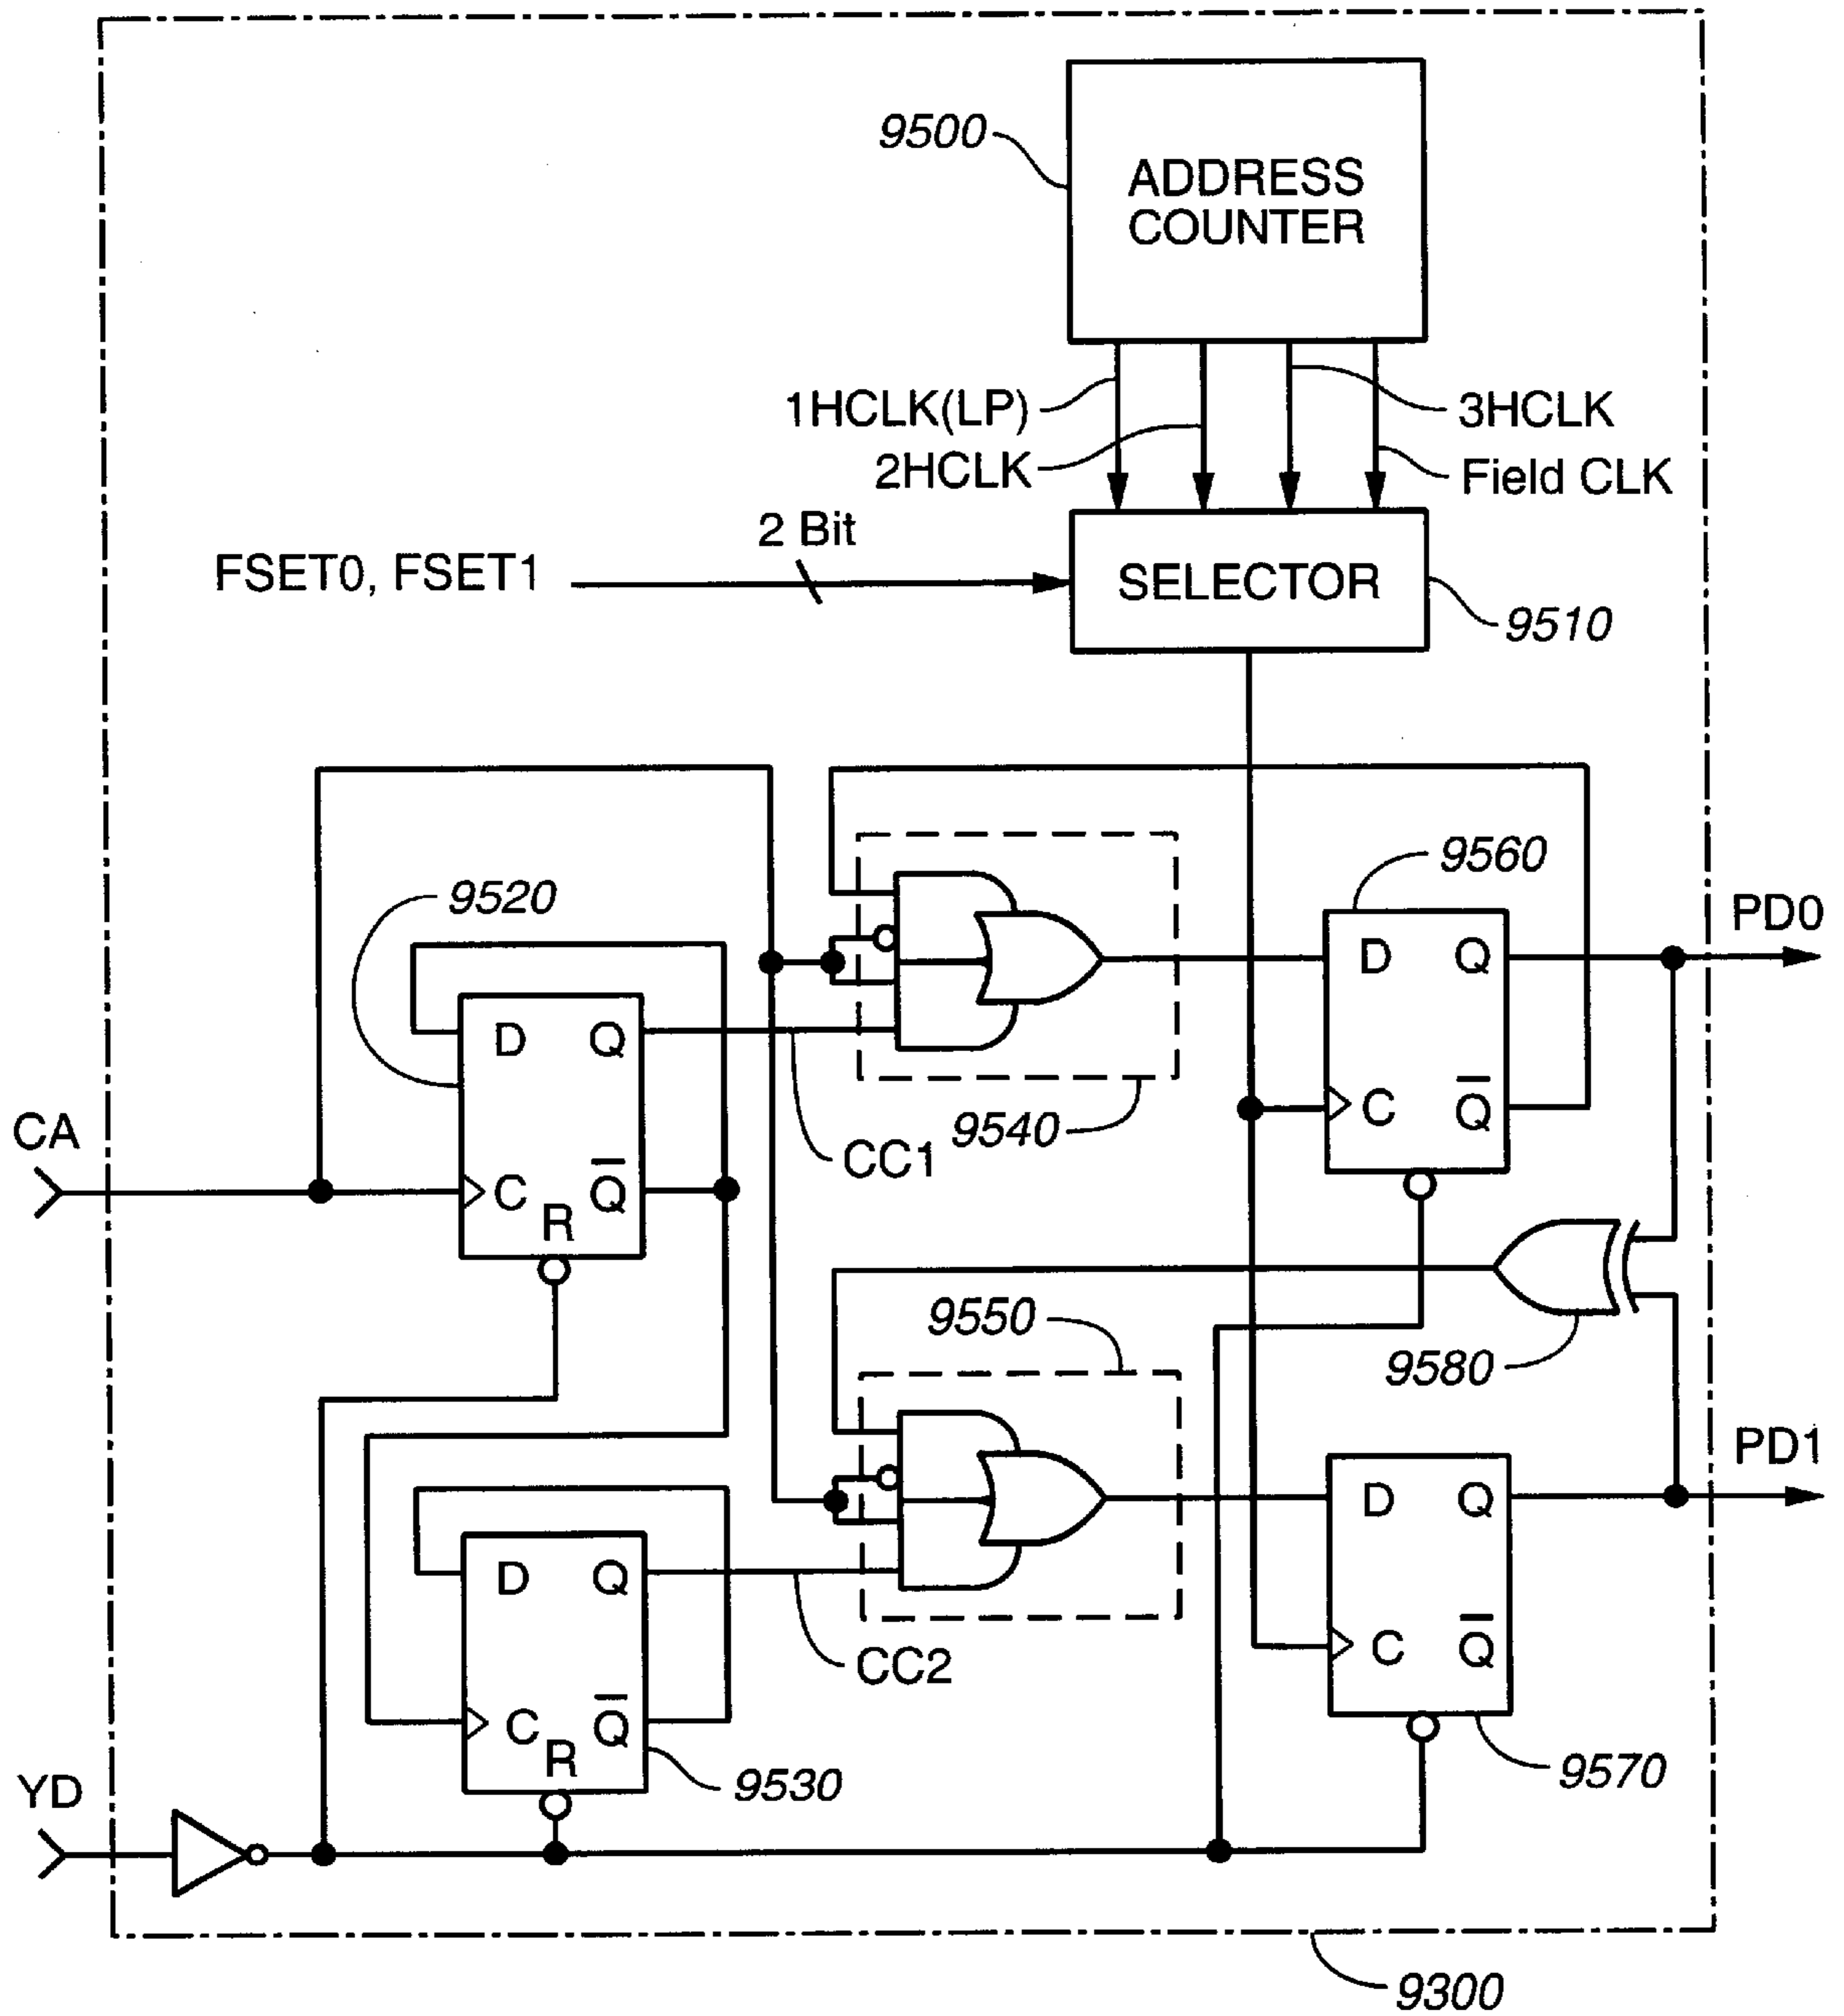 9500
ADDRESS
COUNTER
1HCLK(LP)
3HCLK
2HCLK
Field CLK
2 Bit
FSET0, FSET1
SELECTOR
9510
9560
9520
PD0
D Q
D Q
CC1
9540
C Q
CA
C Q
R
9550
9580
PD1
D Q
D Q
CC2
C Q
C Q
R
9530
9570
YD
9300